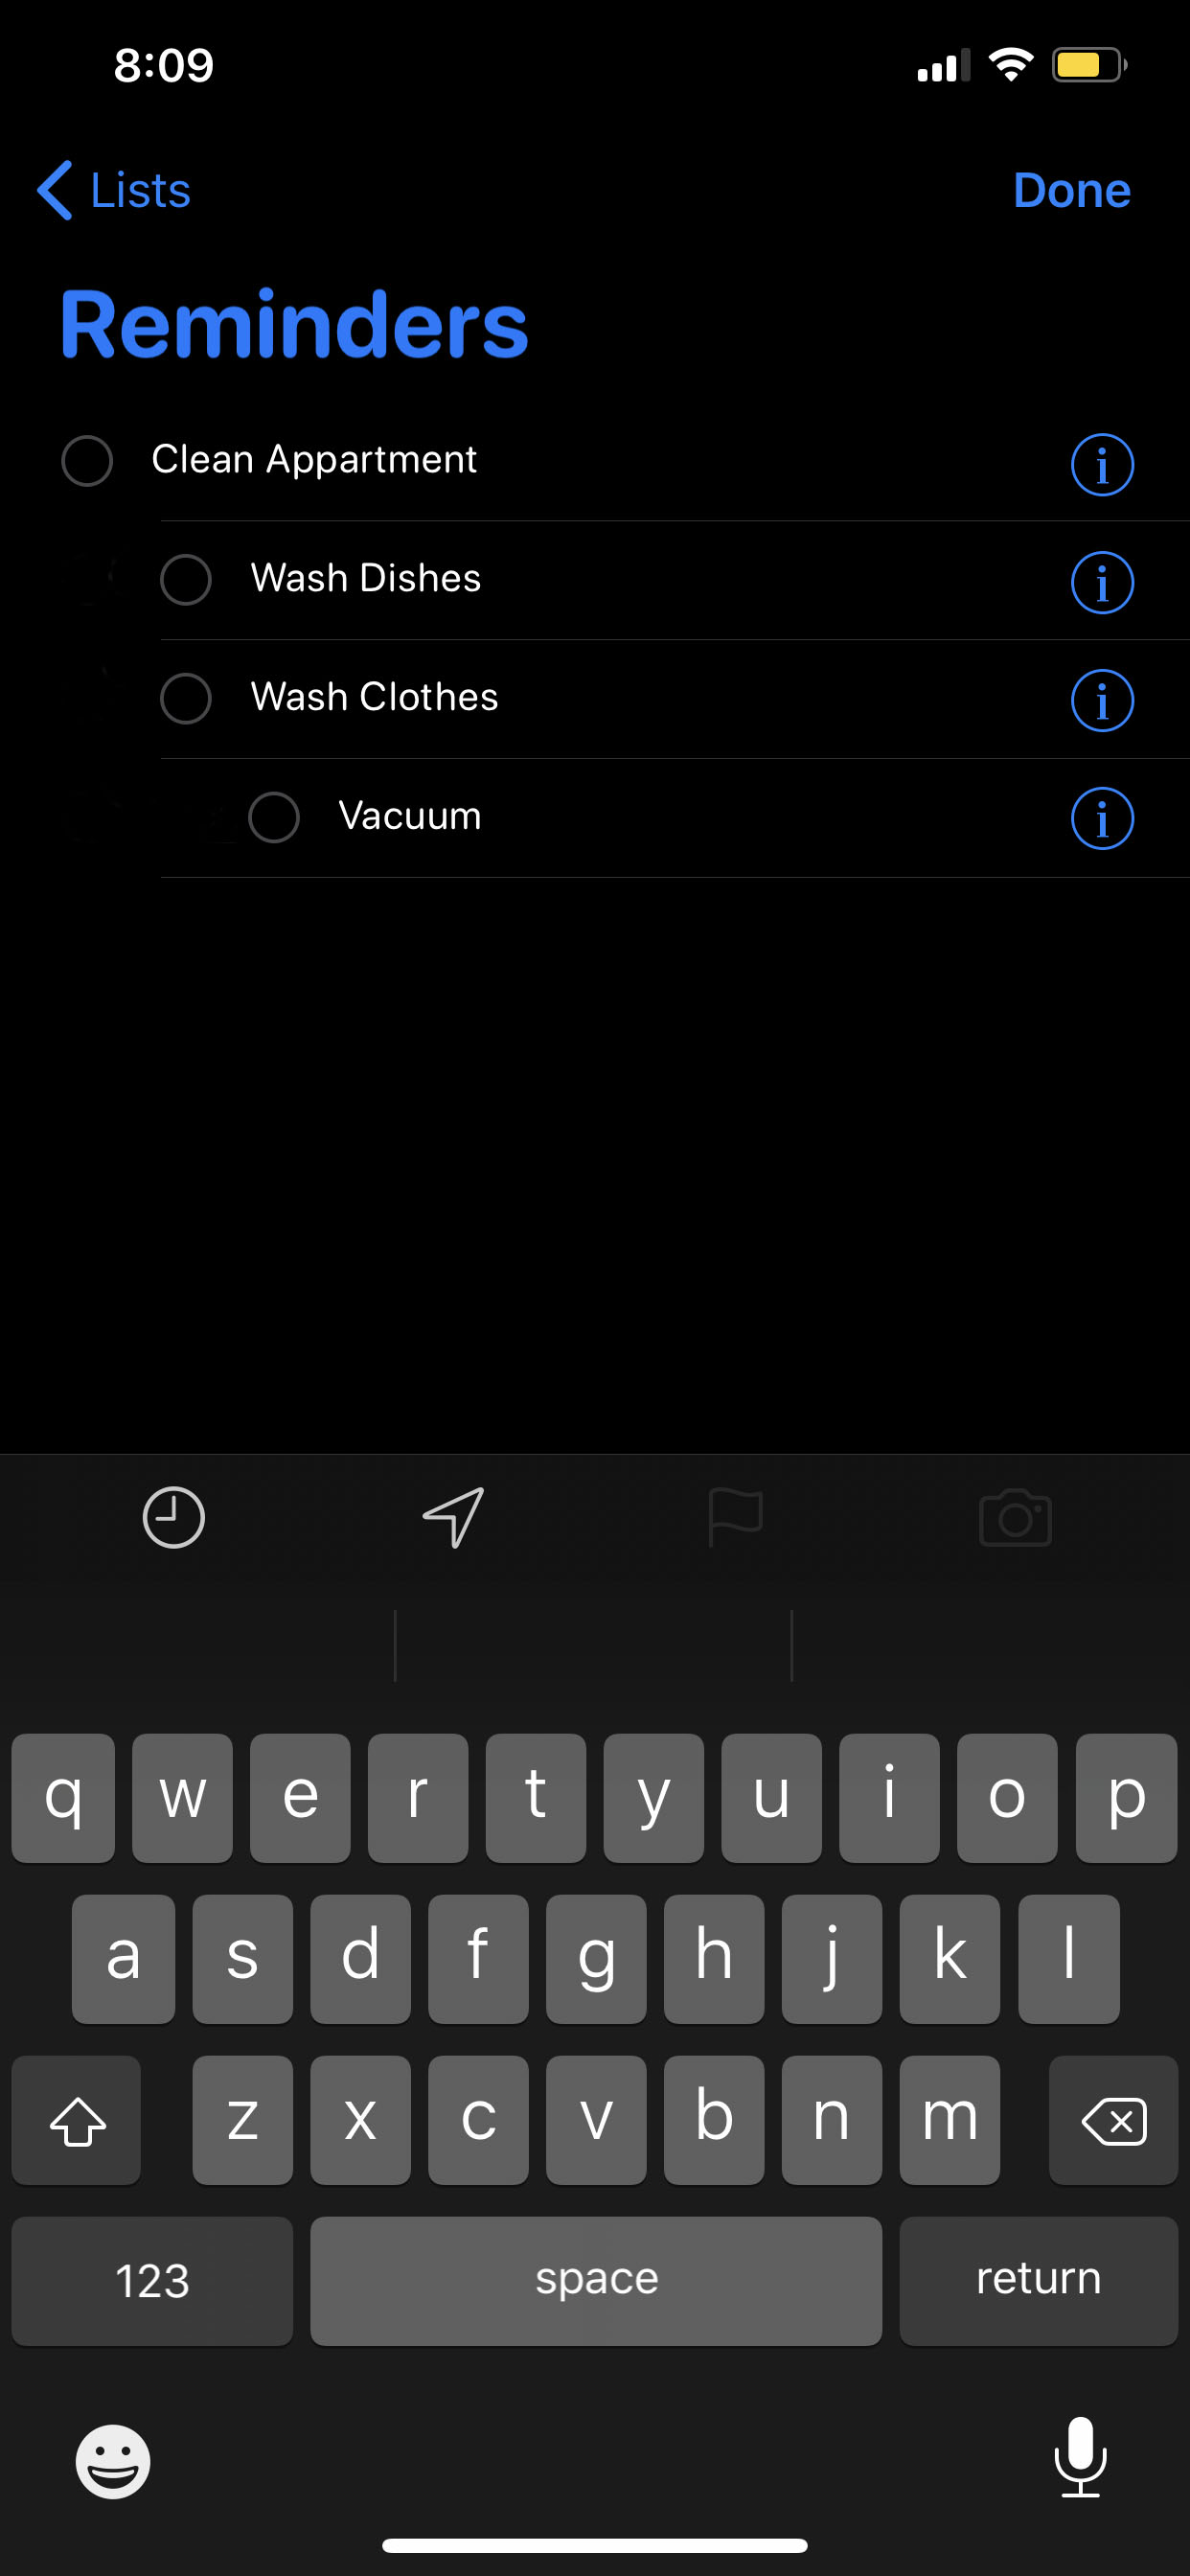 8:09
Lists Done
Reminders
Clean Appartment
Wash Dishes
Wash Clothes
Vacuum
q w e r t y u i o p
a s d f g h j k l
z x c v b n m
123 space return